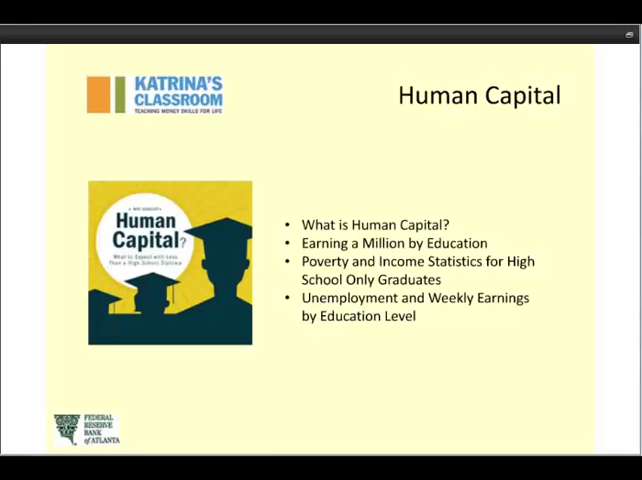 KATRINA'S
CLASSROOM
TEACHING MONEY SKILLS FOR LIFE
Human Capital
Human
Capital?
What to Expect with Less
Than a High School Diploma
• What is Human Capital?
• Earning a Million by Education
• Poverty and Income Statistics for High
School Only Graduates
• Unemployment and Weekly Earnings
by Education Level
FEDERAL
RESERVE
BANK
of ATLANTA